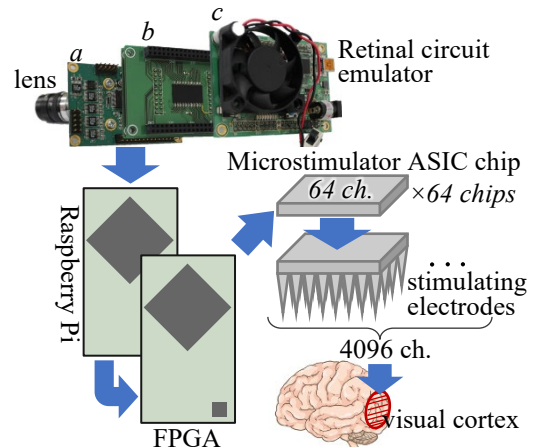 a
b
c
lens
Retinal circuit
emulator
Microstimulator ASIC chip
64 ch.
×64 chips
Raspberry Pi
FPGA
. . .
stimulating
electrodes
4096 ch.
visual cortex